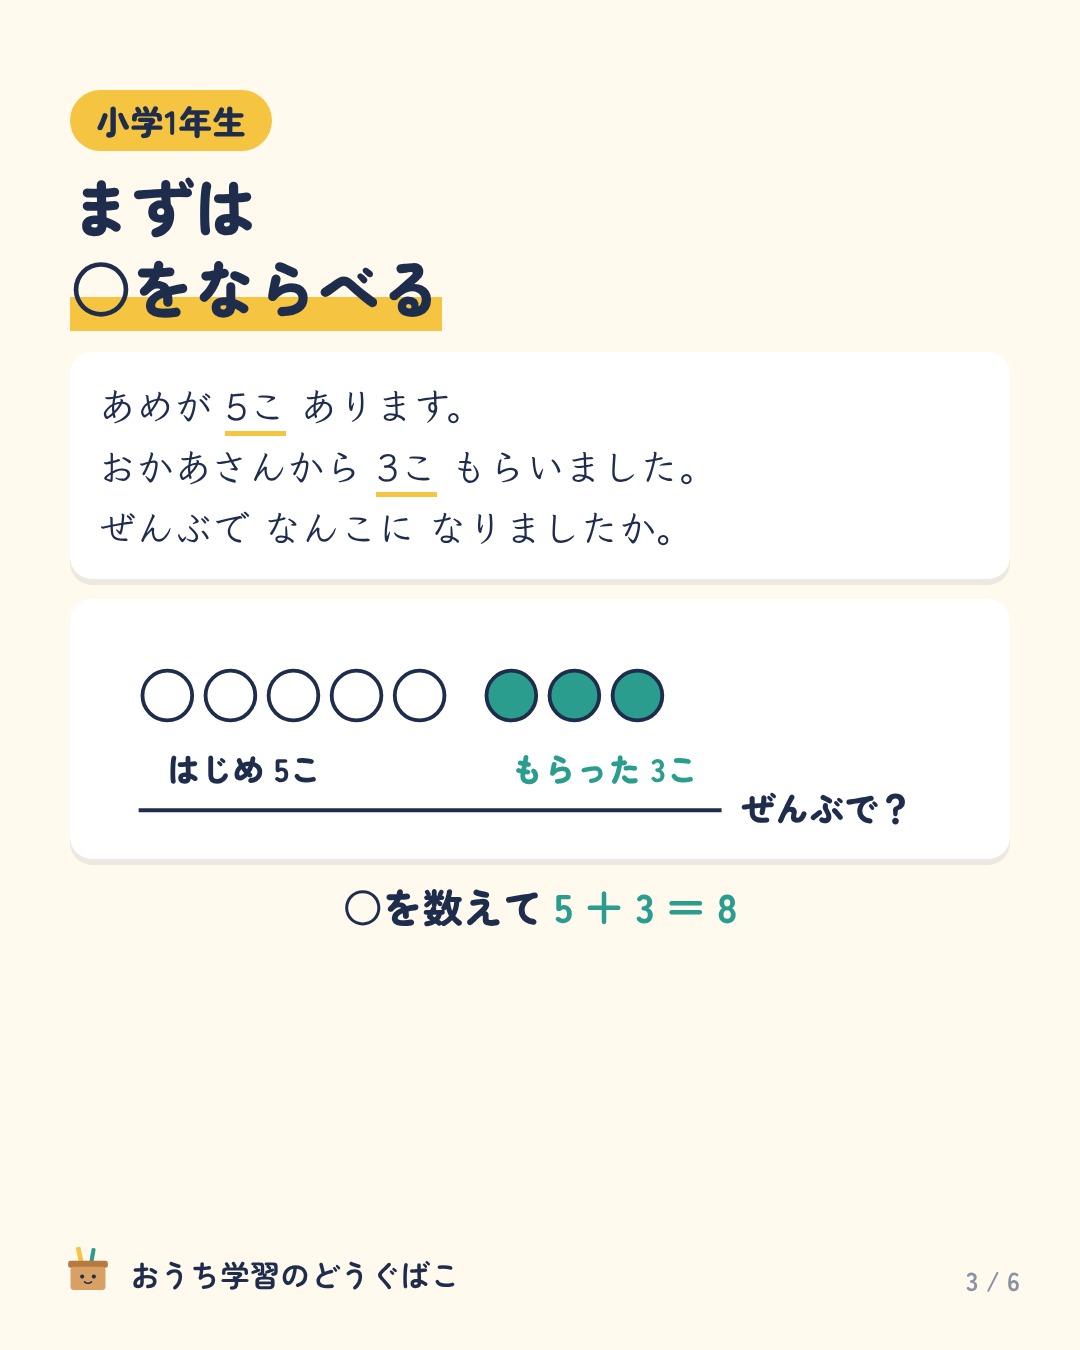 小学1年生
まずは
○をならべる
あめが 5こ あります。
おかあさんから 3こ もらいました。
ぜんぶで なんこに なりましたか。
はじめ 5こ もらった 3こ
ぜんぶで？
○を数えて 5 + 3 = 8
おうち学習のどうぐばこ
3 / 6